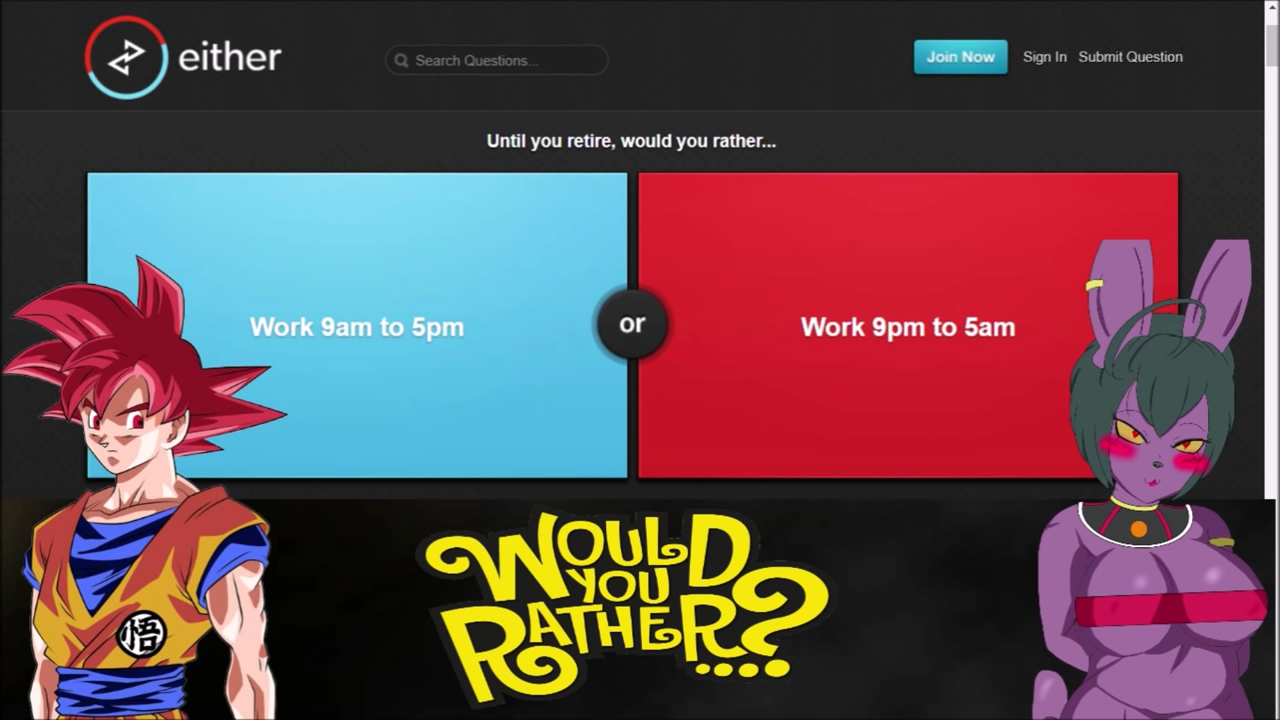 either
Search Questions...
Join Now
Sign In
Submit Question
Until you retire, would you rather...
Work 9am to 5pm
or
Work 9pm to 5am
WOULD
YOU
RATHER...?
悟